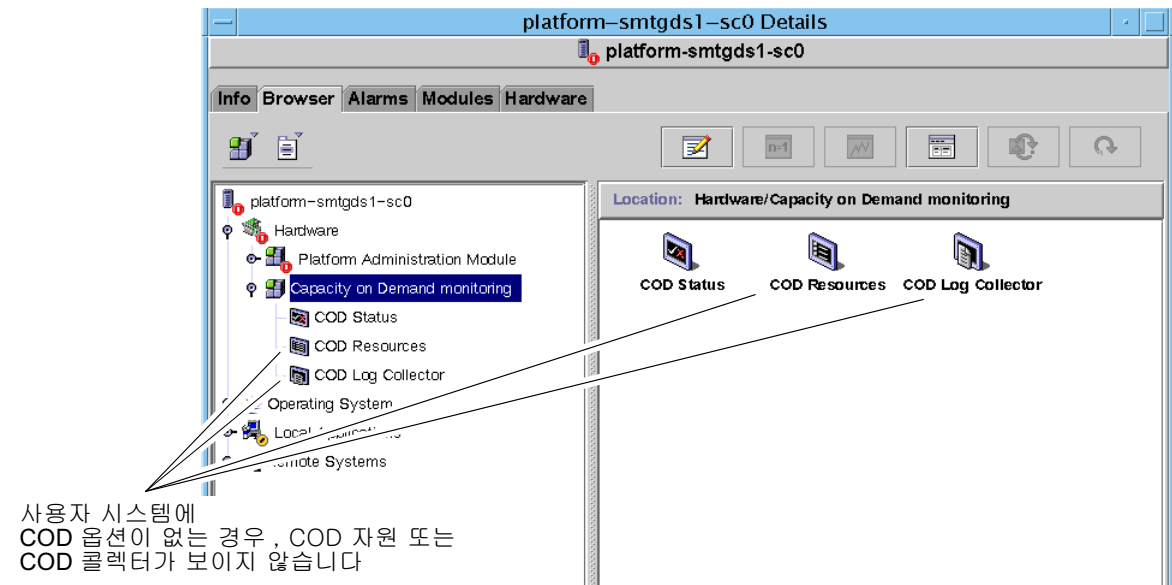 platform–smtgds1–sc0 Details
platform-smtgds1-sc0
Info Browser Alarms Modules Hardware
n=1
platform–smtgds1–sc0
Hardware
Platform Administration Module
Capacity on Demand monitoring
COD Status
COD Resources
COD Log Collector
Operating System
Local
Systems
Location: Hardware/Capacity on Demand monitoring
COD Status COD Resources COD Log Collector
사용자 시스템에
COD 옵션이 없는 경우 , COD 자원 또는
COD 콜렉터가 보이지 않습니다